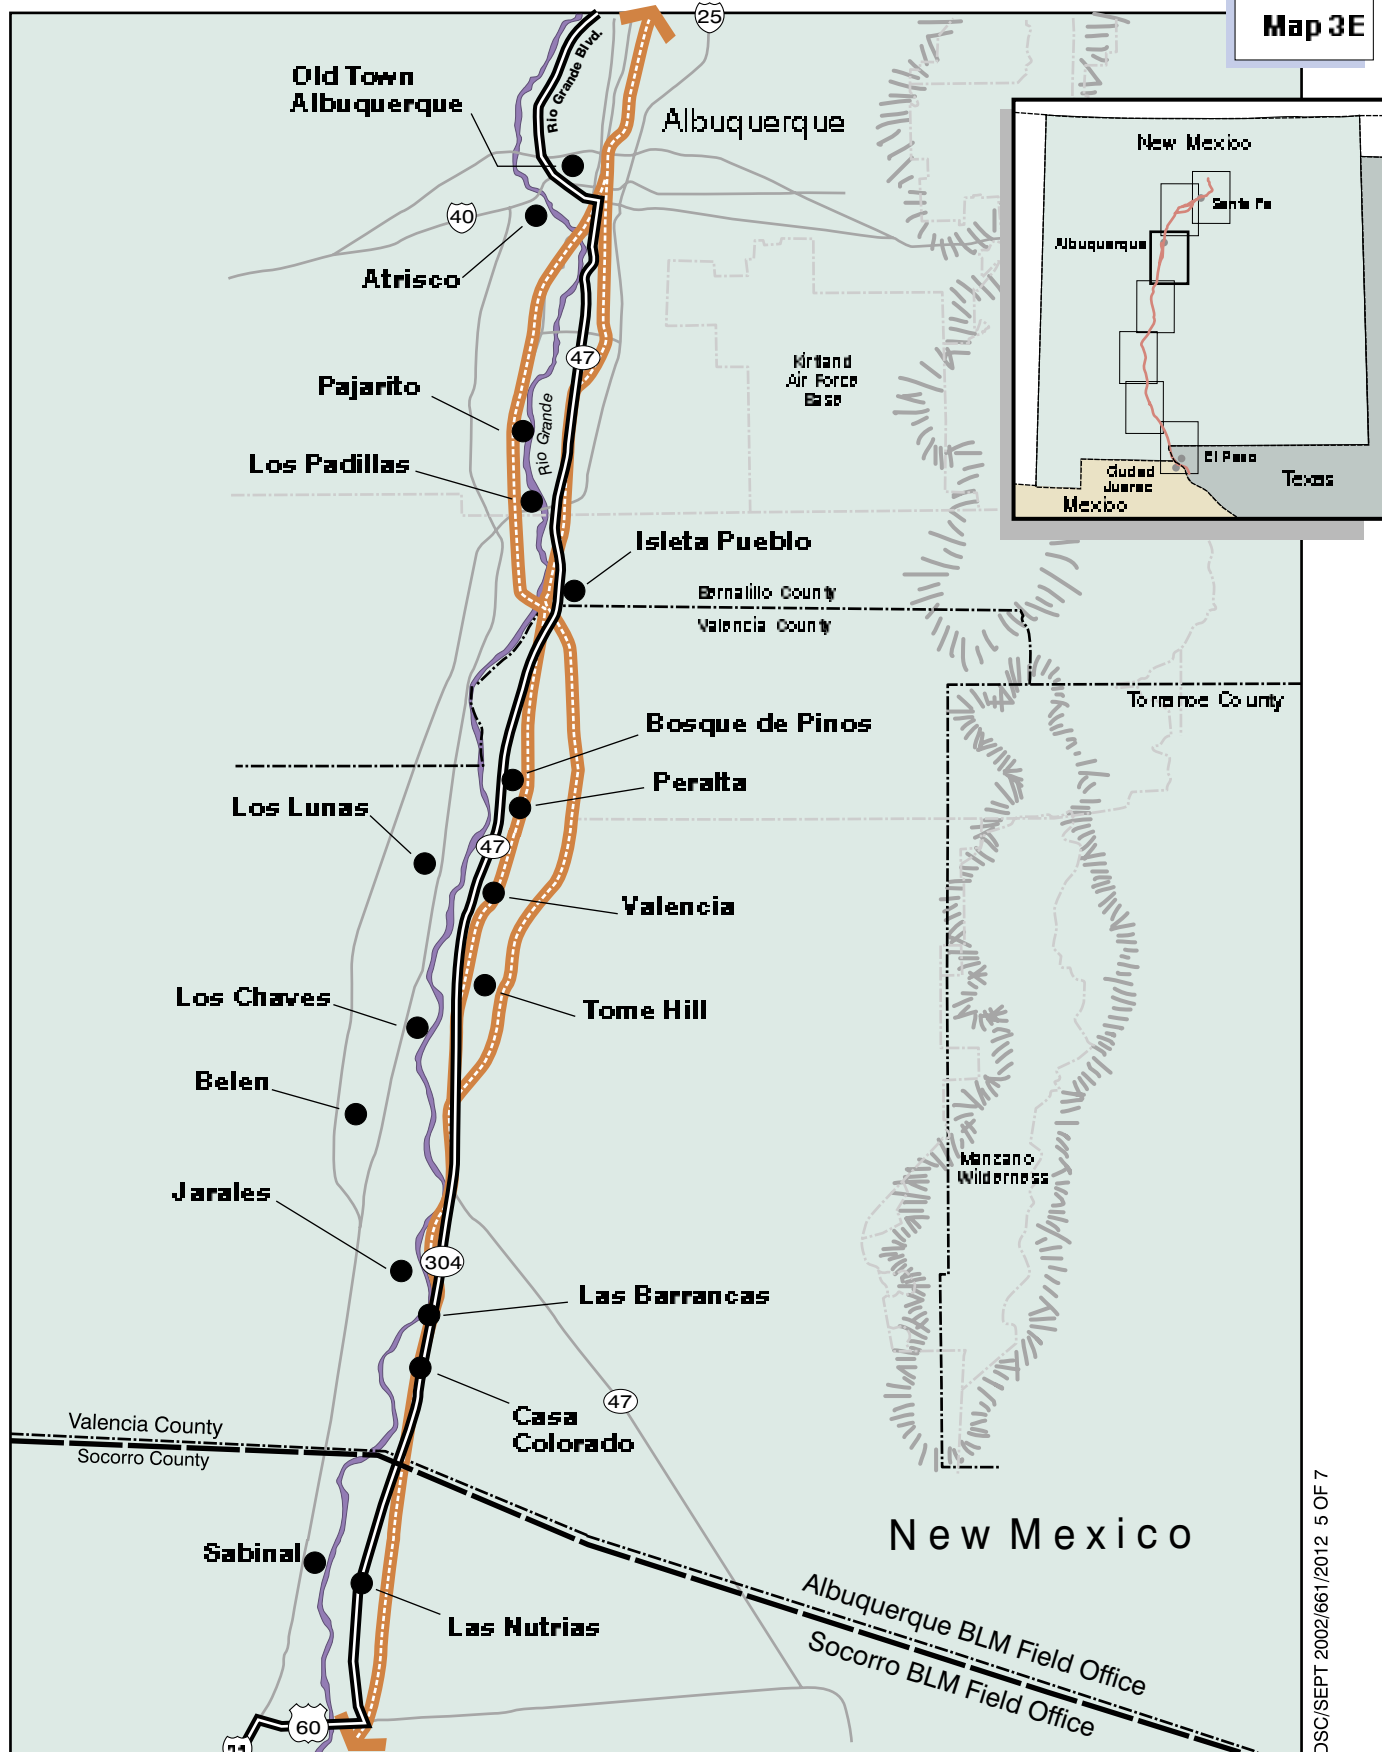 Map 3E
25
Rio Grande Blvd.
Old Town
Albuquerque
Albuquerque
New Mexico
Santa Fe
Albuquerque
El Paso
Ciudad
Juarez
Texas
Mexico
40
Atrisco
47
Kirtland
Air Force
Base
Pajarito
Rio Grande
Los Padillas
Isleta Pueblo
Bernalillo County
Valencia County
Torrance County
Bosque de Pinos
Peralta
Los Lunas
47
Valencia
Los Chaves
Tome Hill
Belen
Manzano
Wilderness
Jarales
304
Las Barrancas
47
Casa
Colorado
Valencia County
Socorro County
New Mexico
Sabinal
Albuquerque BLM Field Office
Socorro BLM Field Office
Las Nutrias
60
DSC/SEPT 2002/661/2012 5 OF 7